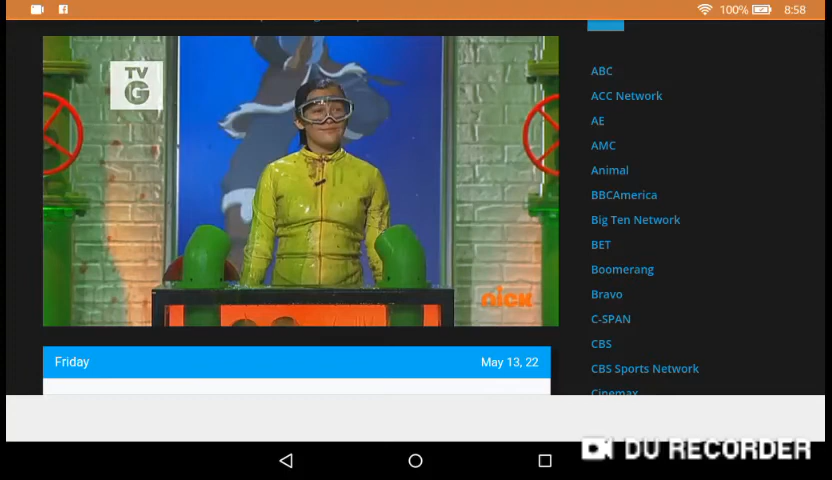 100%
8:58
TV
G
nick
Friday
May 13, 22
ABC
ACC Network
AE
AMC
Animal
BBCAmerica
Big Ten Network
BET
Boomerang
Bravo
C-SPAN
CBS
CBS Sports Network
Cinemax
DU RECORDER